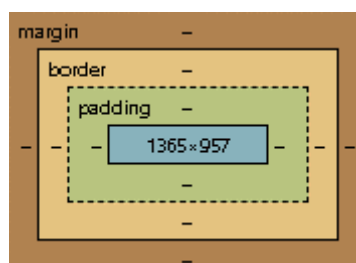 margin –
border –
padding –
– – – 1365×957 – – –
–
–
–